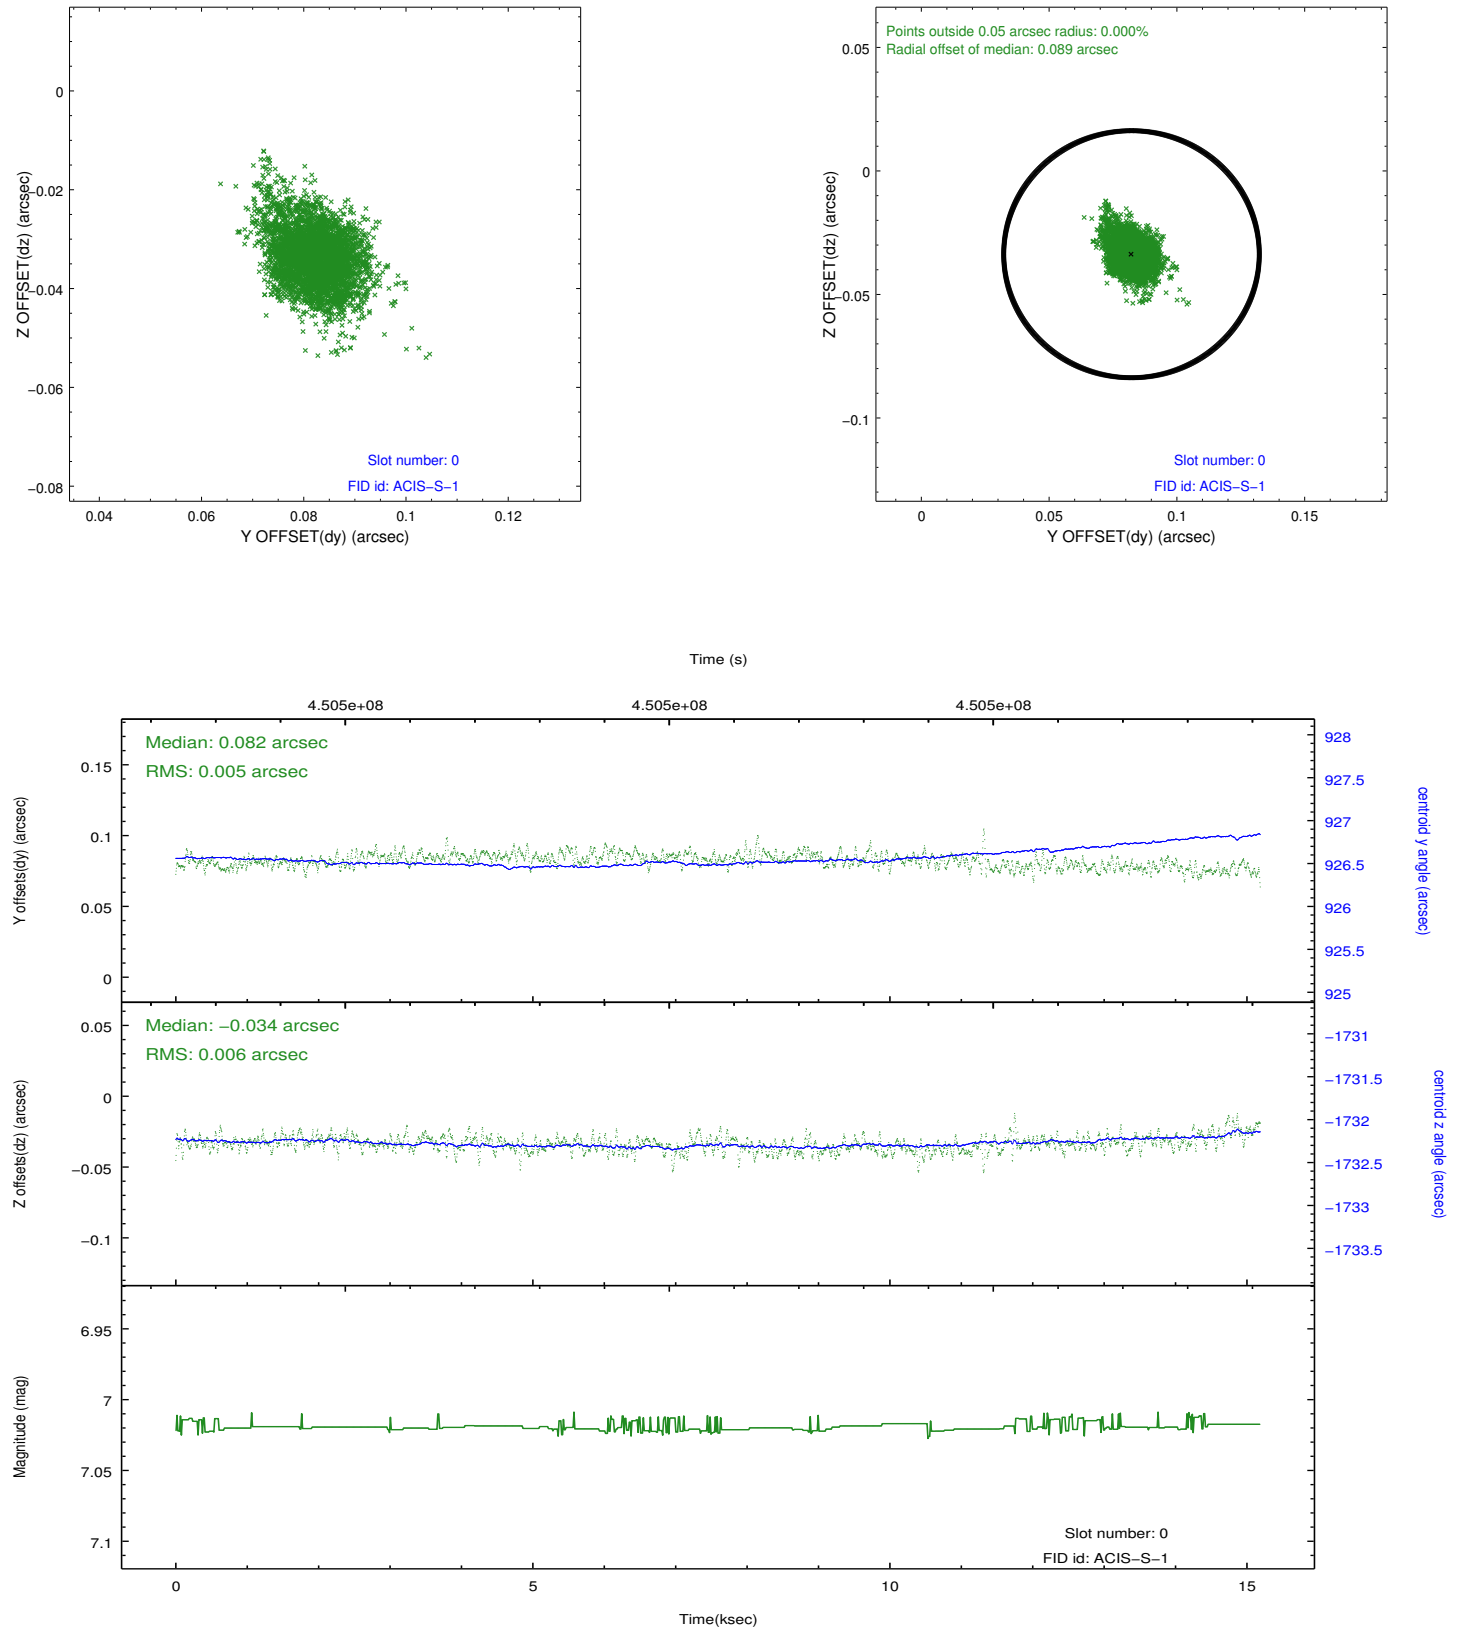 0
−0.02
−0.04
−0.06
−0.08
Z OFFSET(dz) (arcsec)
0.04
0.06
0.08
0.1
0.12
Y OFFSET(dy) (arcsec)
Slot number: 0
FID id: ACIS−S−1
Points outside 0.05 arcsec radius: 0.000%
Radial offset of median: 0.089 arcsec
0.05
0
−0.05
−0.1
Z OFFSET(dz) (arcsec)
0
0.05
0.1
0.15
Y OFFSET(dy) (arcsec)
Slot number: 0
FID id: ACIS−S−1
Time (s)
4.505e+08
4.505e+08
4.505e+08
Median: 0.082 arcsec
RMS: 0.005 arcsec
0.15
0.1
0.05
0
Y offsets(dy) (arcsec)
928
927.5
927
926.5
926
925.5
925
centroid y angle (arcsec)
Median: −0.034 arcsec
RMS: 0.006 arcsec
0.05
0
−0.05
−0.1
Z offsets(dz) (arcsec)
−1731
−1731.5
−1732
−1732.5
−1733
−1733.5
centroid z angle (arcsec)
6.95
7
7.05
7.1
Magnitude (mag)
Slot number: 0
FID id: ACIS−S−1
0
5
10
15
Time(ksec)